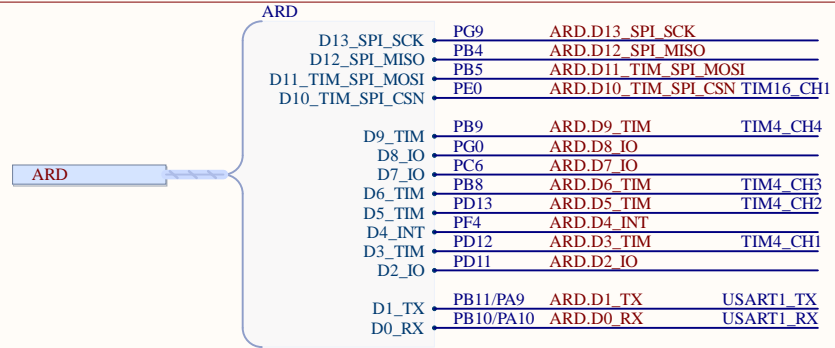 ARD
D13_SPI_SCK PG9 ARD.D13_SPI_SCK
D12_SPI_MISO PB4 ARD.D12_SPI_MISO
D11_TIM_SPI_MOSI PB5 ARD.D11_TIM_SPI_MOSI
D10_TIM_SPI_CSN PE0 ARD.D10_TIM_SPI_CSN TIM16_CH1
D9_TIM PB9 ARD.D9_TIM TIM4_CH4
D8_IO PG0 ARD.D8_IO
D7_IO PC6 ARD.D7_IO
ARD
D6_TIM PB8 ARD.D6_TIM TIM4_CH3
D5_TIM PD13 ARD.D5_TIM TIM4_CH2
D4_INT PF4 ARD.D4_INT
D3_TIM PD12 ARD.D3_TIM TIM4_CH1
D2_IO PD11 ARD.D2_IO
D1_TX PB11/PA9 ARD.D1_TX USART1_TX
D0_RX PB10/PA10 ARD.D0_RX USART1_RX